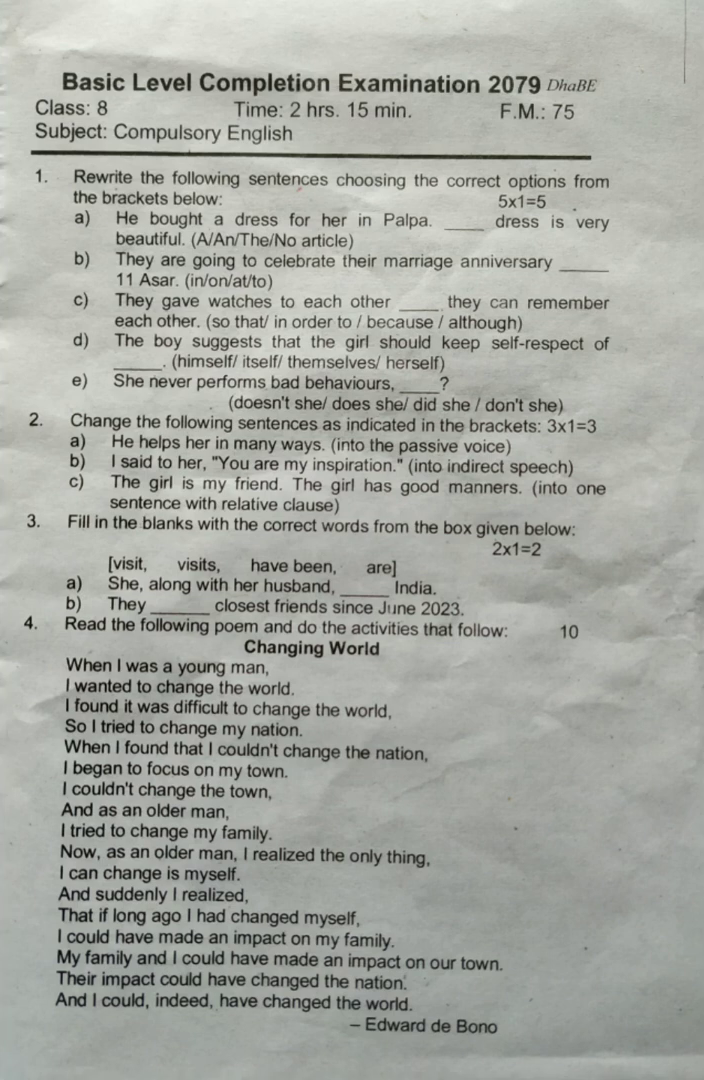 Basic Level Completion Examination 2079 DhaBE
Class: 8 Time: 2 hrs. 15 min. F.M.: 75
Subject: Compulsory English
1. Rewrite the following sentences choosing the correct options from
the brackets below: 5x1=5
a) He bought a dress for her in Palpa. ____ dress is very
beautiful. (A/An/The/No article)
b) They are going to celebrate their marriage anniversary ____
11 Asar. (in/on/at/to)
c) They gave watches to each other ____ they can remember
each other. (so that/ in order to / because / although)
d) The boy suggests that the girl should keep self-respect of
____. (himself/ itself/ themselves/ herself)
e) She never performs bad behaviours, ____?
(doesn't she/ does she/ did she / don't she)
2. Change the following sentences as indicated in the brackets: 3x1=3
a) He helps her in many ways. (into the passive voice)
b) I said to her, "You are my inspiration." (into indirect speech)
c) The girl is my friend. The girl has good manners. (into one
sentence with relative clause)
3. Fill in the blanks with the correct words from the box given below:
2x1=2
[visit, visits, have been, are]
a) She, along with her husband, ____ India.
b) They ____ closest friends since June 2023.
4. Read the following poem and do the activities that follow: 10
Changing World
When I was a young man,
I wanted to change the world.
I found it was difficult to change the world,
So I tried to change my nation.
When I found that I couldn't change the nation,
I began to focus on my town.
I couldn't change the town,
And as an older man,
I tried to change my family.
Now, as an older man, I realized the only thing,
I can change is myself.
And suddenly I realized,
That if long ago I had changed myself,
I could have made an impact on my family.
My family and I could have made an impact on our town.
Their impact could have changed the nation.
And I could, indeed, have changed the world.
– Edward de Bono